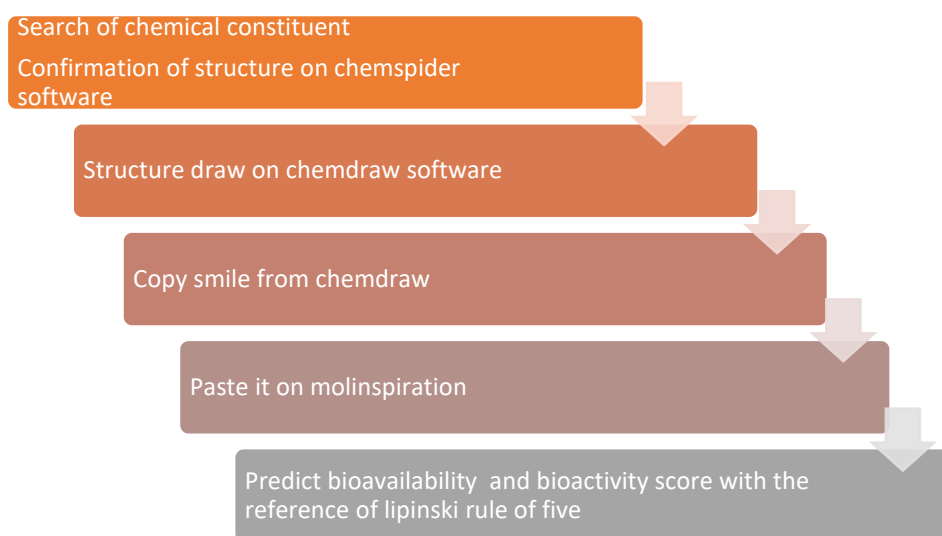 Search of chemical constituent
Confirmation of structure on chemspider
software
Structure draw on chemdraw software
Copy smile from chemdraw
Paste it on molinspiration
Predict bioavailability and bioactivity score with the
reference of lipinski rule of five